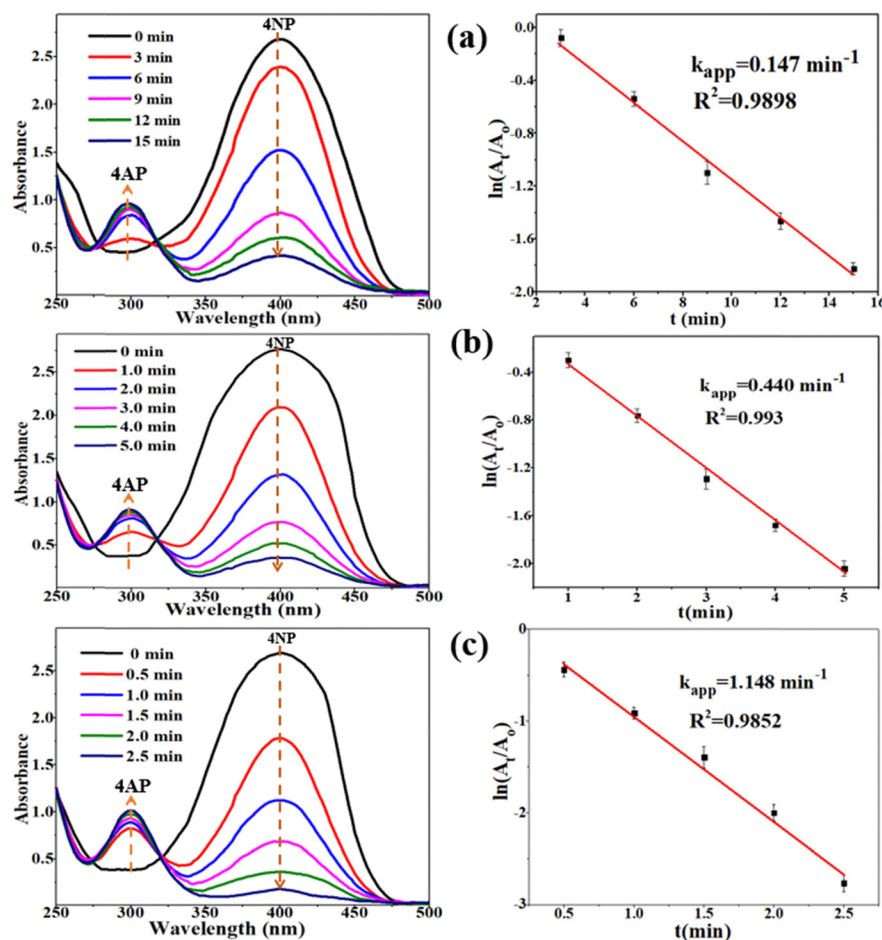 (a)
4NP
0 min
3 min
6 min
9 min
12 min
15 min
4AP
Absorbance
2.5
2.0
1.5
1.0
0.5
250 300 350 400 450 500
Wavelength (nm)
k_app=0.147 min⁻¹
R²=0.9898
ln(A_t/A_o)
0.0
-0.4
-0.8
-1.2
-1.6
-2.0
2 4 6 8 10 12 14 16
t (min)
(b)
4NP
0 min
1.0 min
2.0 min
3.0 min
4.0 min
5.0 min
4AP
Absorbance
2.5
2.0
1.5
1.0
0.5
250 300 350 400 450 500
Wavelength (nm)
k_app=0.440 min⁻¹
R²=0.993
ln(A_t/A_o)
-0.4
-0.8
-1.2
-1.6
-2.0
1 2 3 4 5
t(min)
(c)
4NP
0 min
0.5 min
1.0 min
1.5 min
2.0 min
2.5 min
4AP
Absorbance
2.5
2.0
1.5
1.0
0.5
250 300 350 400 450 500
Wavelength (nm)
k_app=1.148 min⁻¹
R²=0.9852
ln(A_t/A_o)
0
-1
-2
-3
0.5 1.0 1.5 2.0 2.5
t(min)